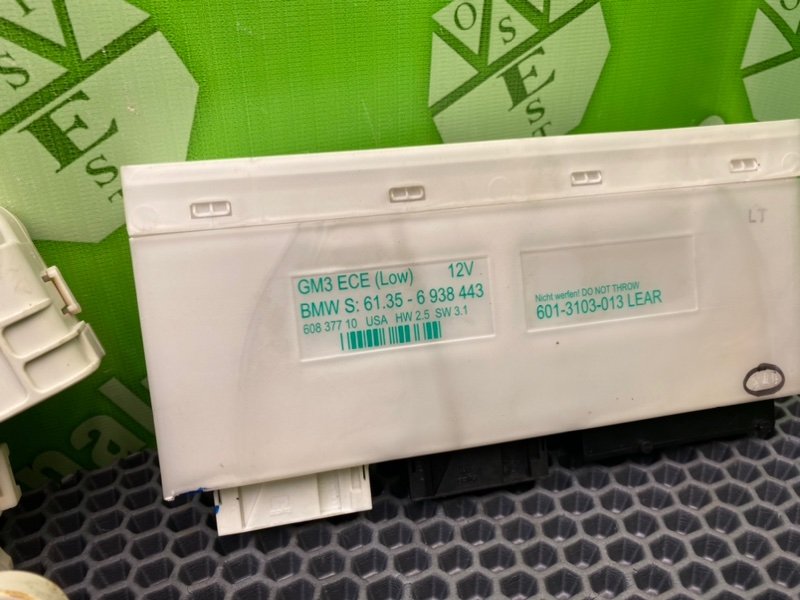 GM3 ECE (Low) 12V
BMW S: 61.35 - 6 938 443
608 377 10 USA HW 2.5 SW 3.1
Nicht werfen! DO NOT THROW
601-3103-013 LEAR
LT